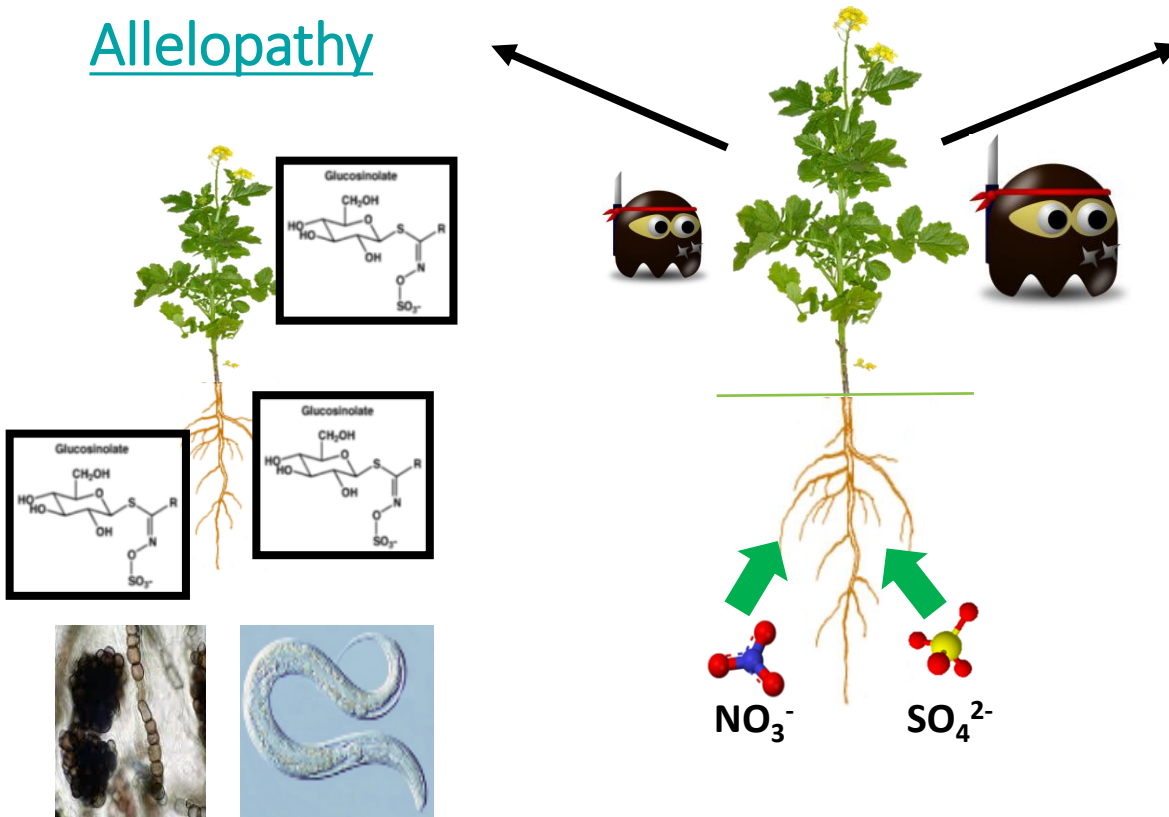 Allelopathy
Glucosinolate
CH₂OH
HO
HO
O
S
R
OH
N
O
SO₃⁻
Glucosinolate
CH₂OH
HO
HO
O
S
R
OH
N
O
SO₃⁻
Glucosinolate
CH₂OH
HO
HO
O
S
R
OH
N
O
SO₃⁻
NO₃⁻
SO₄²⁻